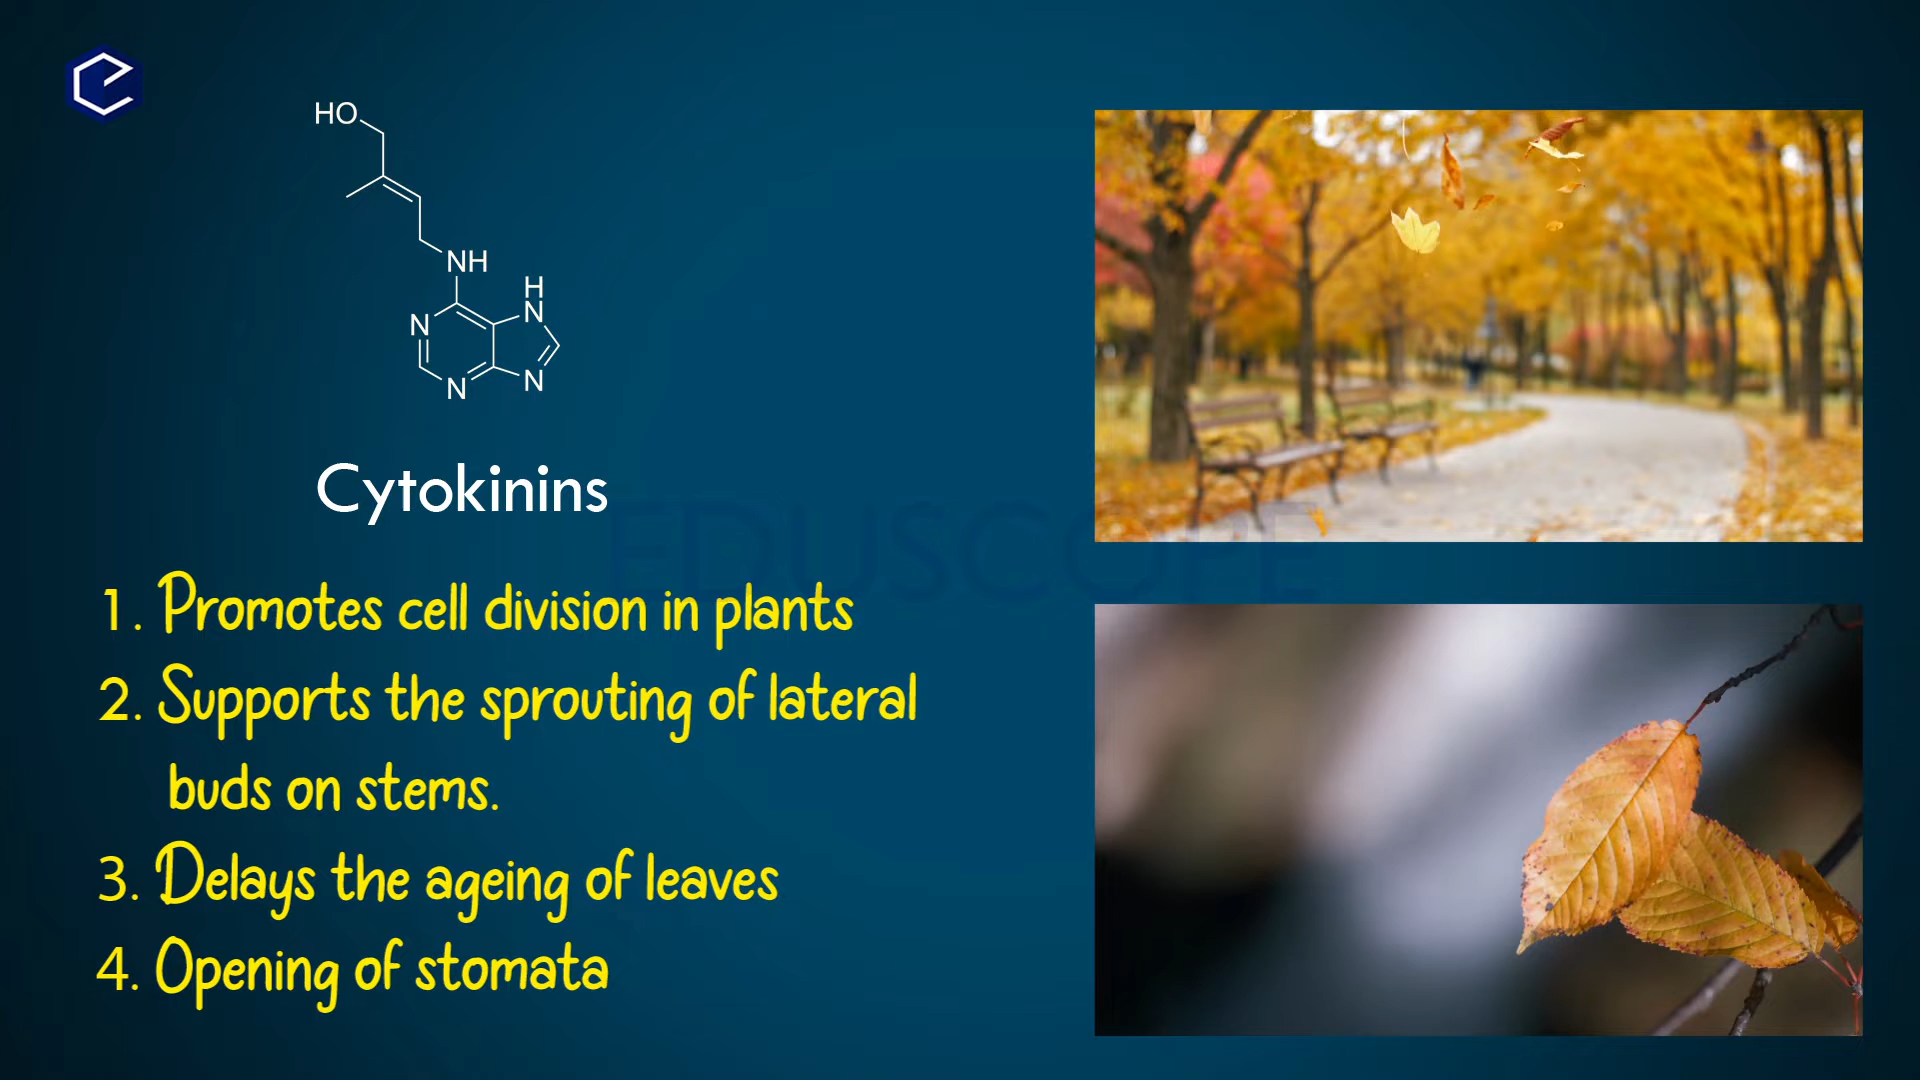 HO
NH
H
N
N
N
N
Cytokinins
EDUSCOPE
1. Promotes cell division in plants
2. Supports the sprouting of lateral
buds on stems.
3. Delays the ageing of leaves
4. Opening of stomata